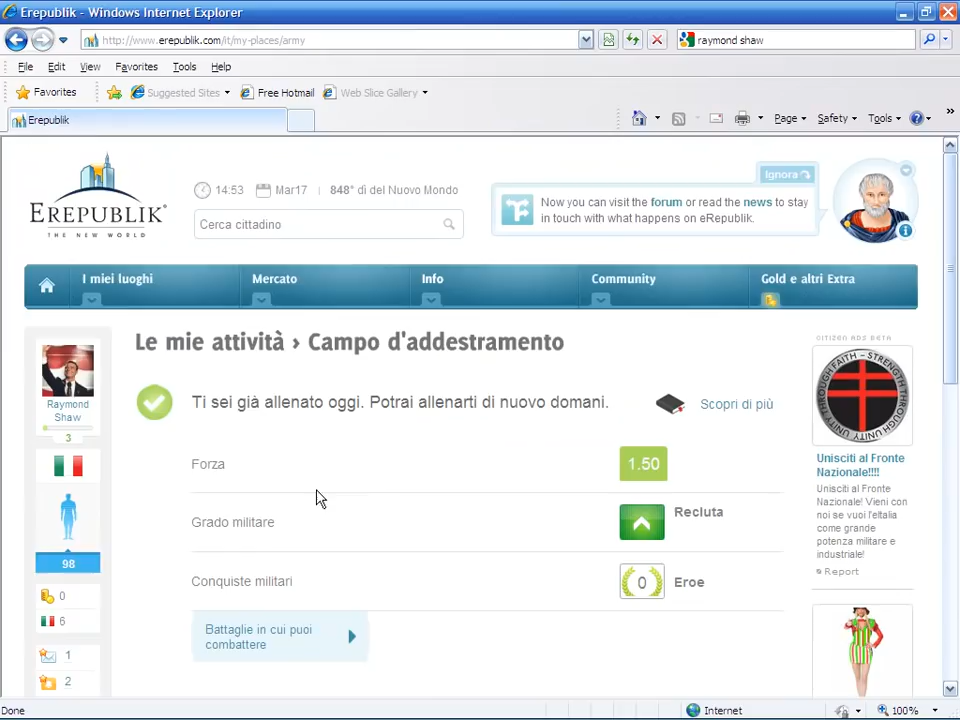 Erepublik - Windows Internet Explorer
http://www.erepublik.com/it/my-places/army
raymond shaw
File Edit View Favorites Tools Help
Favorites Suggested Sites Free Hotmail Web Slice Gallery
Erepublik
Page Safety Tools
EREPUBLIK
THE NEW WORLD
14:53 Mar17 848° di del Nuovo Mondo
Cerca cittadino
Ignora
Now you can visit the forum or read the news to stay
in touch with what happens on eRepublik.
I miei luoghi Mercato Info Community Gold e altri Extra
Le mie attività › Campo d'addestramento
Raymond
Shaw
3
98
0
6
1
2
Ti sei già allenato oggi. Potrai allenarti di nuovo domani.
Scopri di più
Forza 1.50
Grado militare Recluta
Conquiste militari 0 Eroe
Battaglie in cui puoi
combattere
CITIZEN ADS BETA
THROUGH FAITH – STRENGTH
THROUGH UNITY UNITY THROUGH
Unisciti al Fronte
Nazionale!!!!
Unisciti al Fronte
Nazionale! Vieni con
noi se vuoi l'eItalia
come grande
potenza militare e
industriale!
Report
Done
Internet
100%